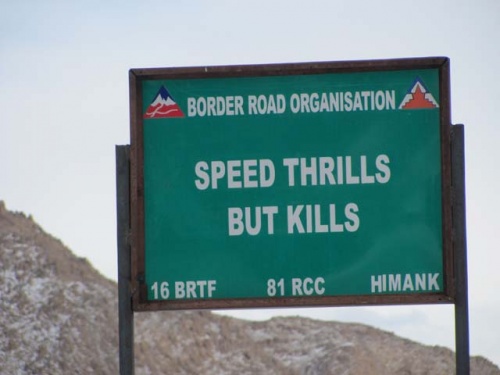 BORDER ROAD ORGANISATION
SPEED THRILLS
BUT KILLS
16 BRTF 81 RCC HIMANK